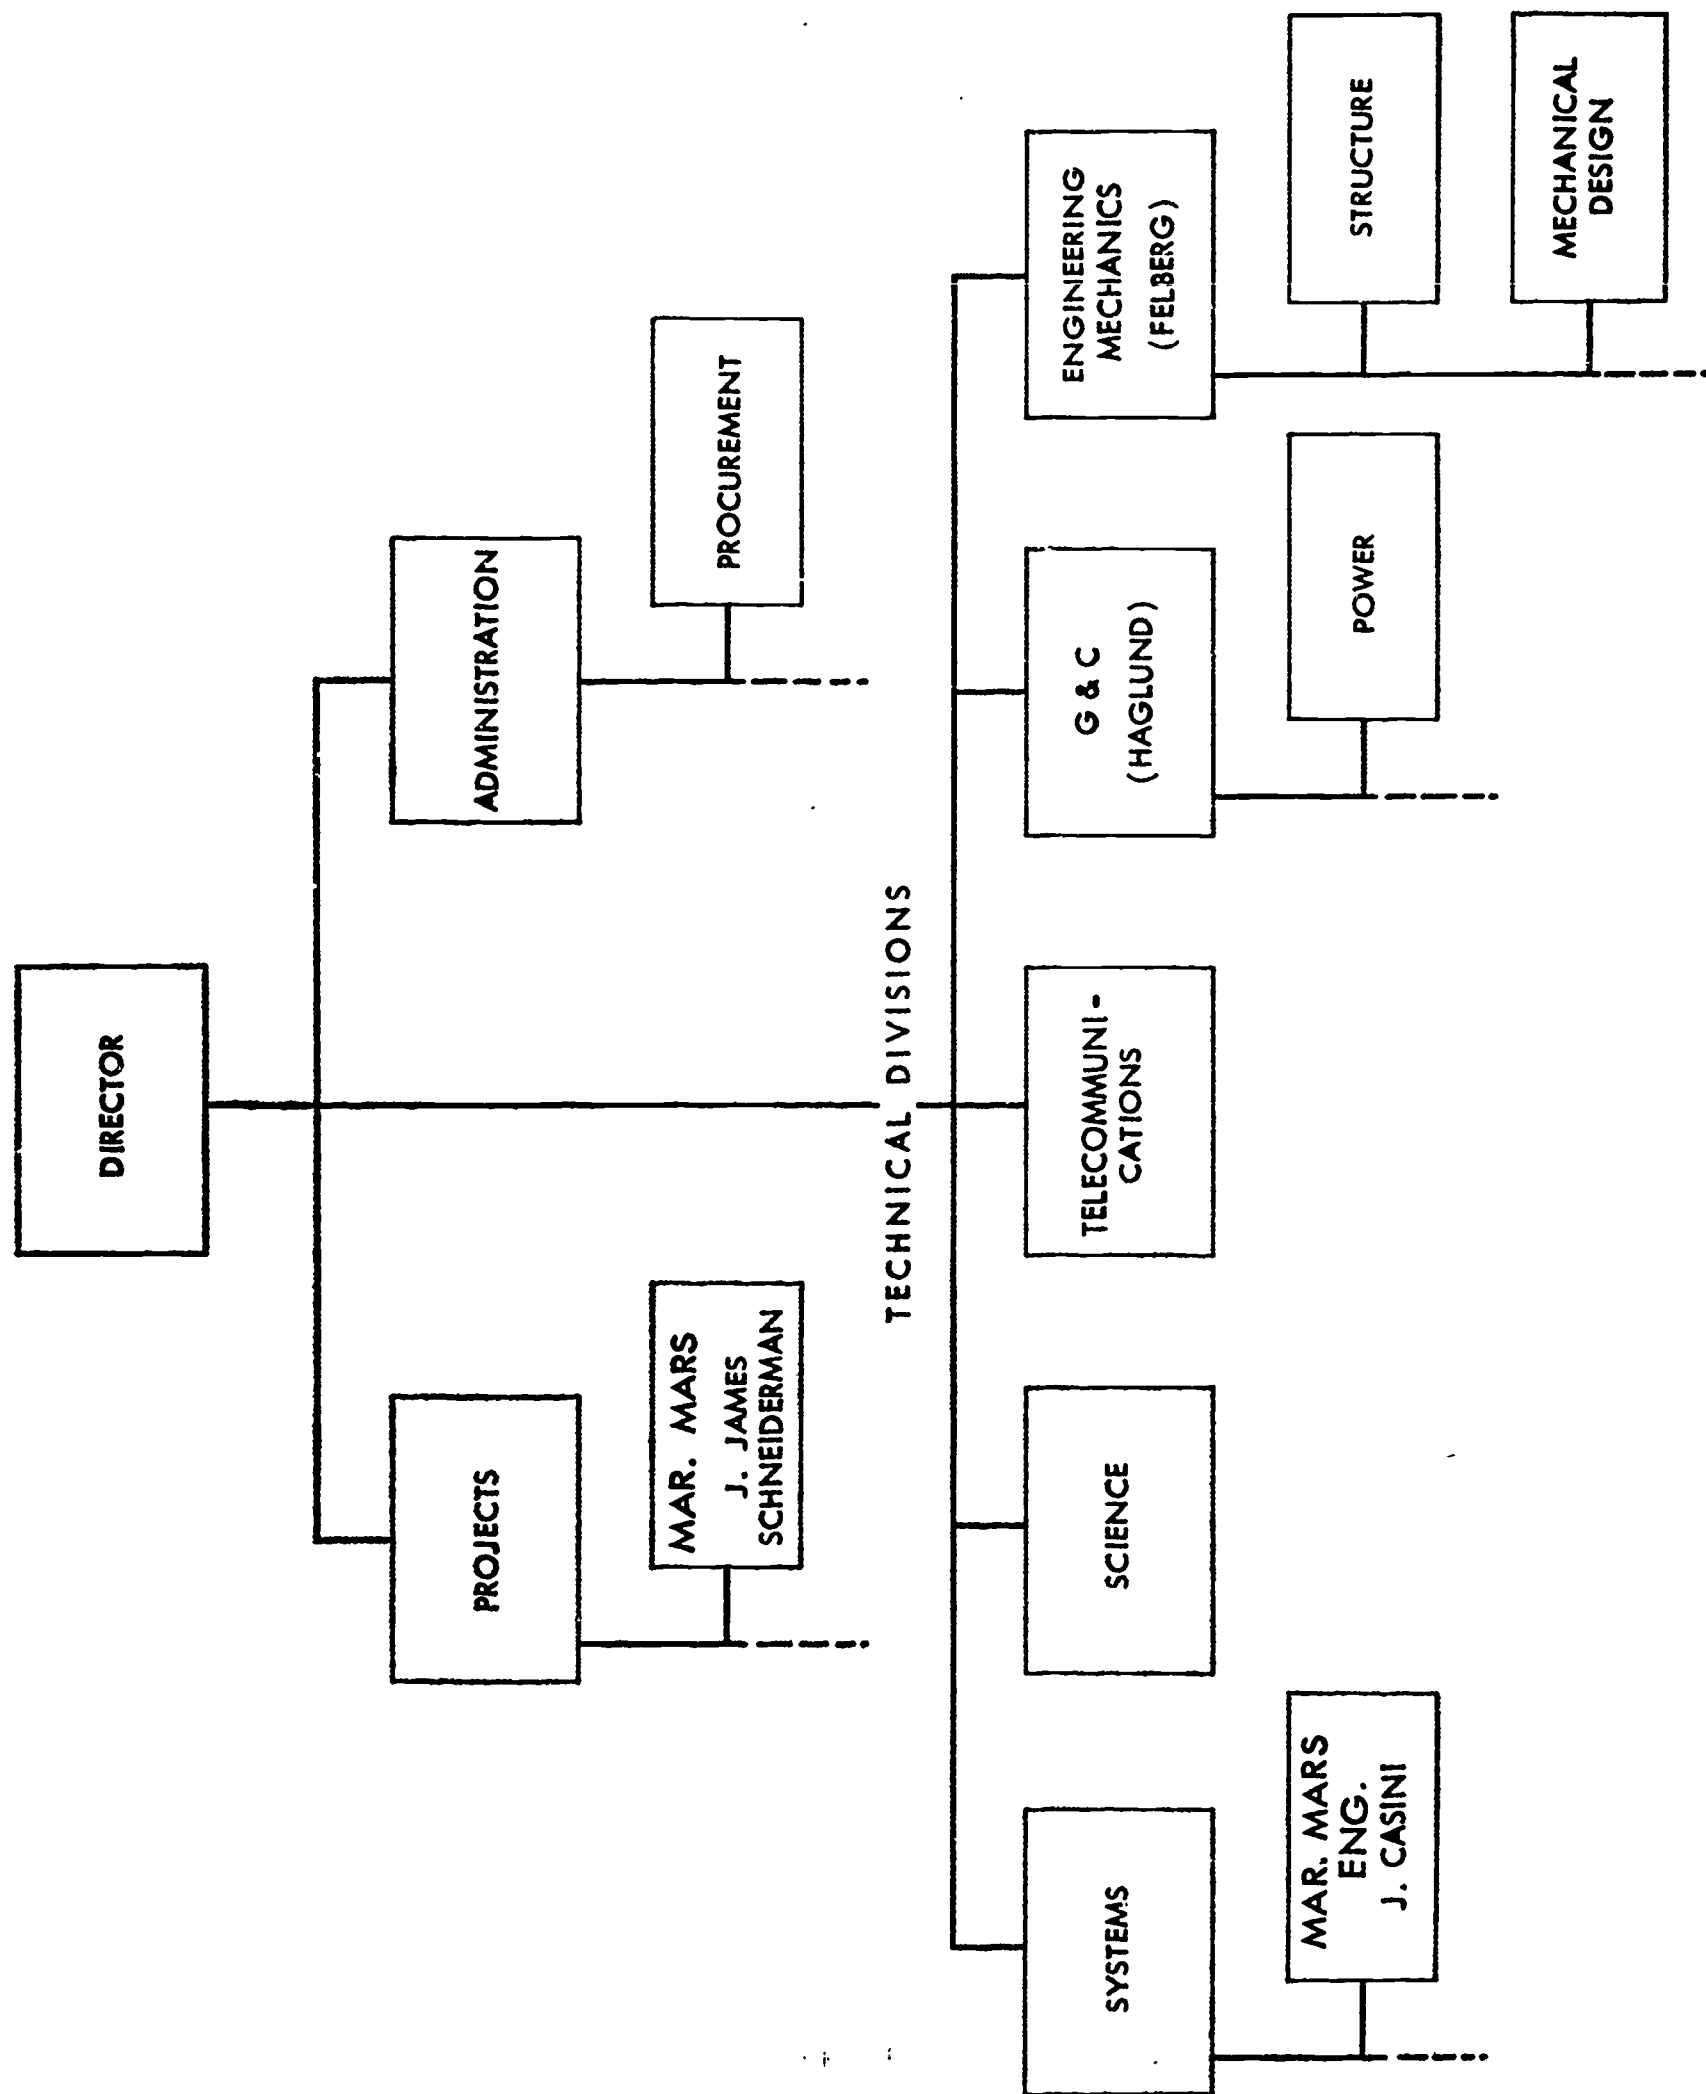 DIRECTOR
PROJECTS
ADMINISTRATION
MAR. MARS
J. JAMES
SCHNEIDERMAN
PROCUREMENT
TECHNICAL DIVISIONS
SYSTEMS
SCIENCE
TELECOMMUNI-
CATIONS
G & C
(HAGLUND)
ENGINEERING
MECHANICS
(FELBERG)
MAR. MARS
ENG.
J. CASINI
POWER
STRUCTURE
MECHANICAL
DESIGN